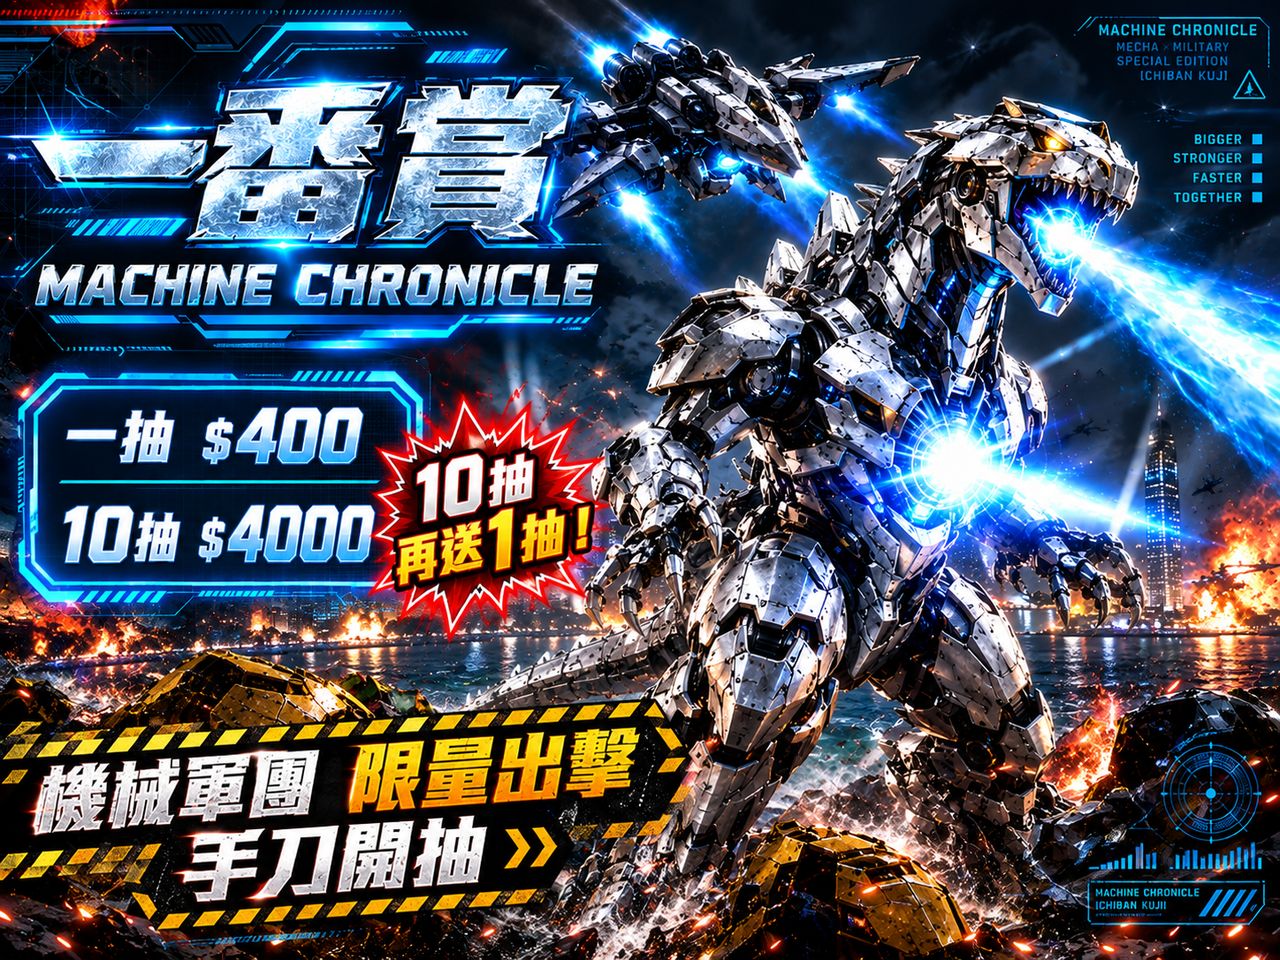 一番賞
MACHINE CHRONICLE
一抽 $400
10抽 $4000
10抽
再送1抽!
機械軍團 限量出擊
手刀開抽 >>
MACHINE CHRONICLE
MECHA × MILITARY
SPECIAL EDITION
[CHIBAN KUJ]
BIGGER
STRONGER
FASTER
TOGETHER
MACHINE CHRONICLE
ICHIBAN KUJI